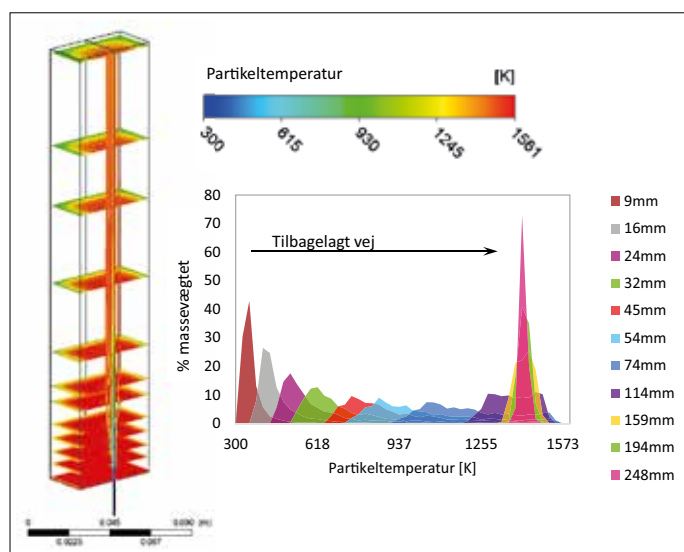 Partikeltemperatur [K]
300 615 930 1245 1561
80
70
60
50
40
30
20
10
0
% massevægtet
Tilbagelagt vej
300 618 937 1255 1573
Partikeltemperatur [K]
9mm
16mm
24mm
32mm
45mm
54mm
74mm
114mm
159mm
194mm
248mm
0 0.045 0.090 (m)
0.0225 0.067